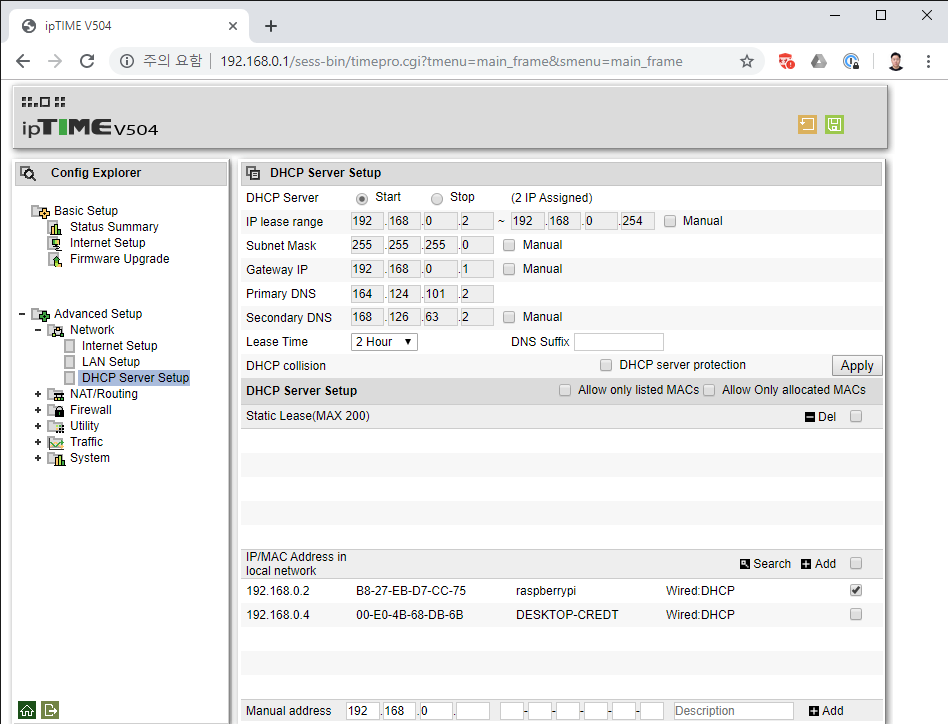 ipTIME V504
주의 요함 192.168.0.1/sess-bin/timepro.cgi?tmenu=main_frame&smenu=main_frame
ipTIME V504
Config Explorer
Basic Setup
Status Summary
Internet Setup
Firmware Upgrade
Advanced Setup
Network
Internet Setup
LAN Setup
DHCP Server Setup
NAT/Routing
Firewall
Utility
Traffic
System
DHCP Server Setup
DHCP Server Start Stop (2 IP Assigned)
IP lease range 192 .168 .0 .2 ~ 192 .168 .0 .254 Manual
Subnet Mask 255 .255 .255 .0 Manual
Gateway IP 192 .168 .0 .1 Manual
Primary DNS 164 .124 .101 .2
Secondary DNS 168 .126 .63 .2 Manual
Lease Time 2 Hour DNS Suffix
DHCP collision DHCP server protection Apply
DHCP Server Setup Allow only listed MACs Allow Only allocated MACs
Static Lease(MAX 200) Del
IP/MAC Address in
local network Search Add
192.168.0.2 B8-27-EB-D7-CC-75 raspberrypi Wired:DHCP
192.168.0.4 00-E0-4B-68-DB-6B DESKTOP-CREDT Wired:DHCP
Manual address 192 .168 .0 . - - - - - Description Add